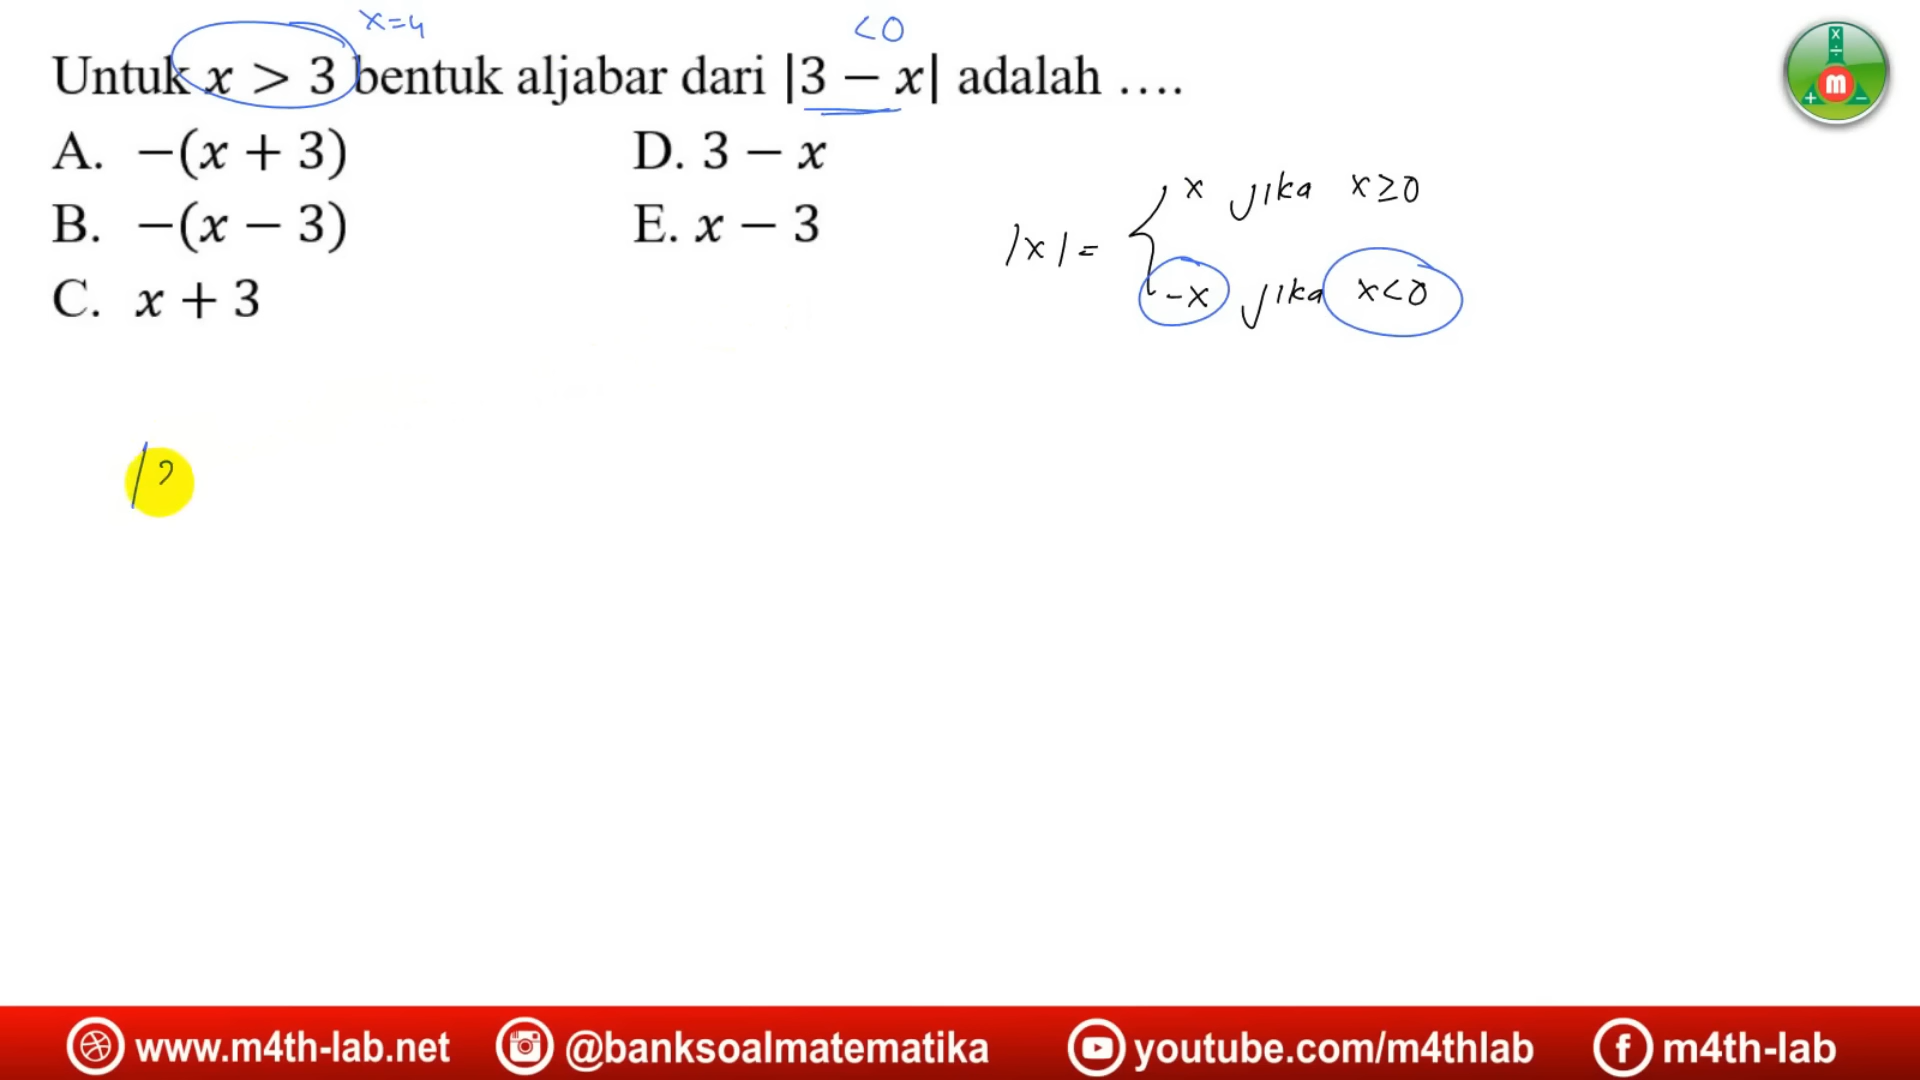 x=4
<0
Untuk x > 3 bentuk aljabar dari |3 − x| adalah ....
A. −(x + 3)
B. −(x − 3)
C. x + 3
D. 3 − x
E. x − 3
|x| = { x jika x≥0
-x jika x<0
x ÷ + − m
www.m4th-lab.net
@banksoalmatematika
youtube.com/m4thlab
f m4th-lab